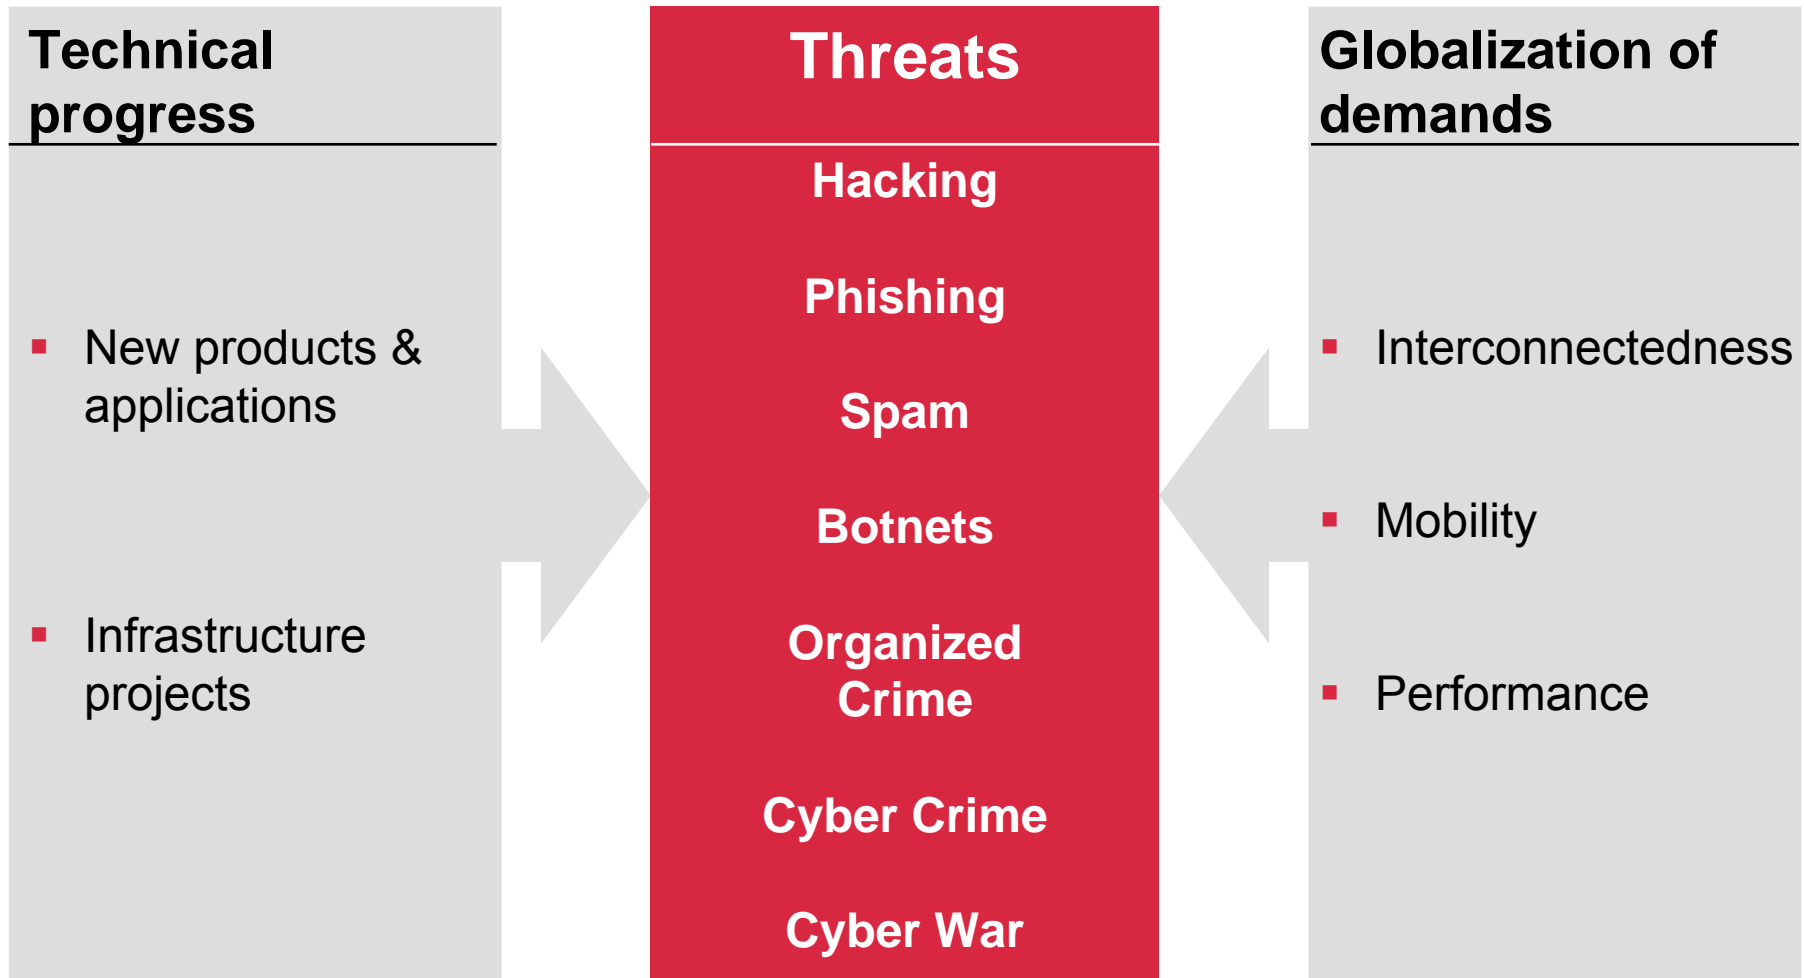 Technical
progress
▪ New products &
applications
▪ Infrastructure
projects
Threats
Hacking
Phishing
Spam
Botnets
Organized
Crime
Cyber Crime
Cyber War
Globalization of
demands
▪ Interconnectedness
▪ Mobility
▪ Performance